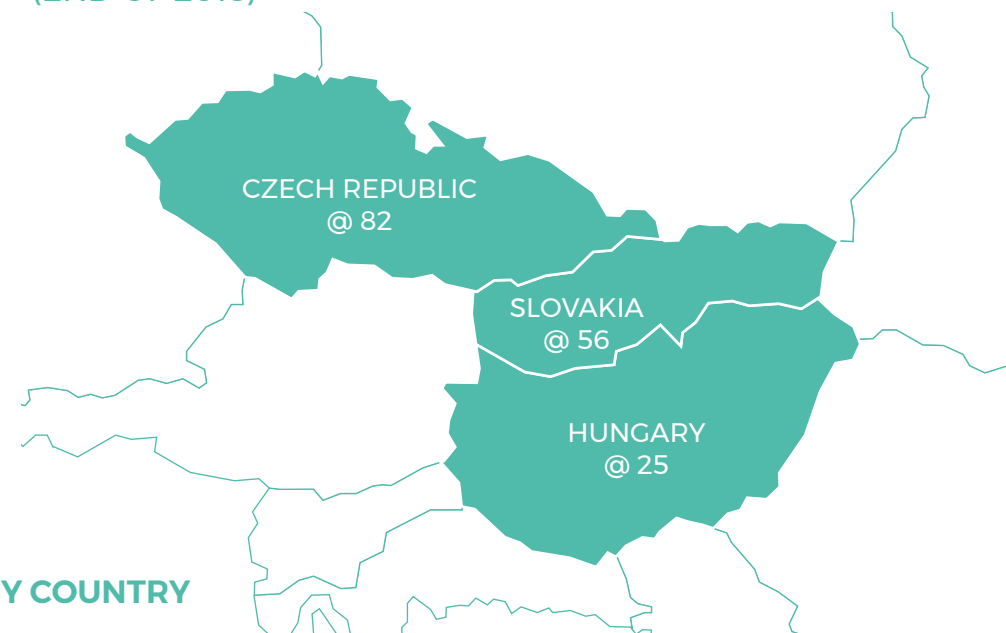 CZECH REPUBLIC
@ 82
SLOVAKIA
@ 56
HUNGARY
@ 25
Y COUNTRY